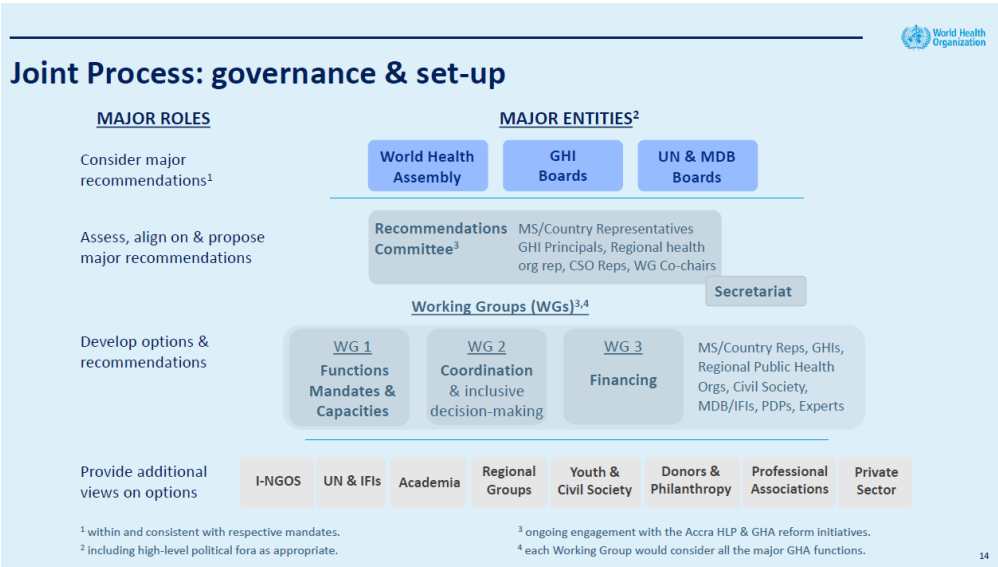 World Health
Organization
Joint Process: governance & set-up
MAJOR ROLES
MAJOR ENTITIES²
Consider major
recommendations¹
World Health
Assembly
GHI
Boards
UN & MDB
Boards
Assess, align on & propose
major recommendations
Recommendations
Committee³
MS/Country Representatives
GHI Principals, Regional health
org rep, CSO Reps, WG Co-chairs
Secretariat
Working Groups (WGs)³,⁴
Develop options &
recommendations
WG 1
Functions
Mandates &
Capacities
WG 2
Coordination
& inclusive
decision-making
WG 3
Financing
MS/Country Reps, GHIs,
Regional Public Health
Orgs, Civil Society,
MDB/IFIs, PDPs, Experts
Provide additional
views on options
I-NGOS
UN & IFIs
Academia
Regional
Groups
Youth &
Civil Society
Donors &
Philanthropy
Professional
Associations
Private
Sector
¹ within and consistent with respective mandates.
² including high-level political fora as appropriate.
³ ongoing engagement with the Accra HLP & GHA reform initiatives.
⁴ each Working Group would consider all the major GHA functions.
14